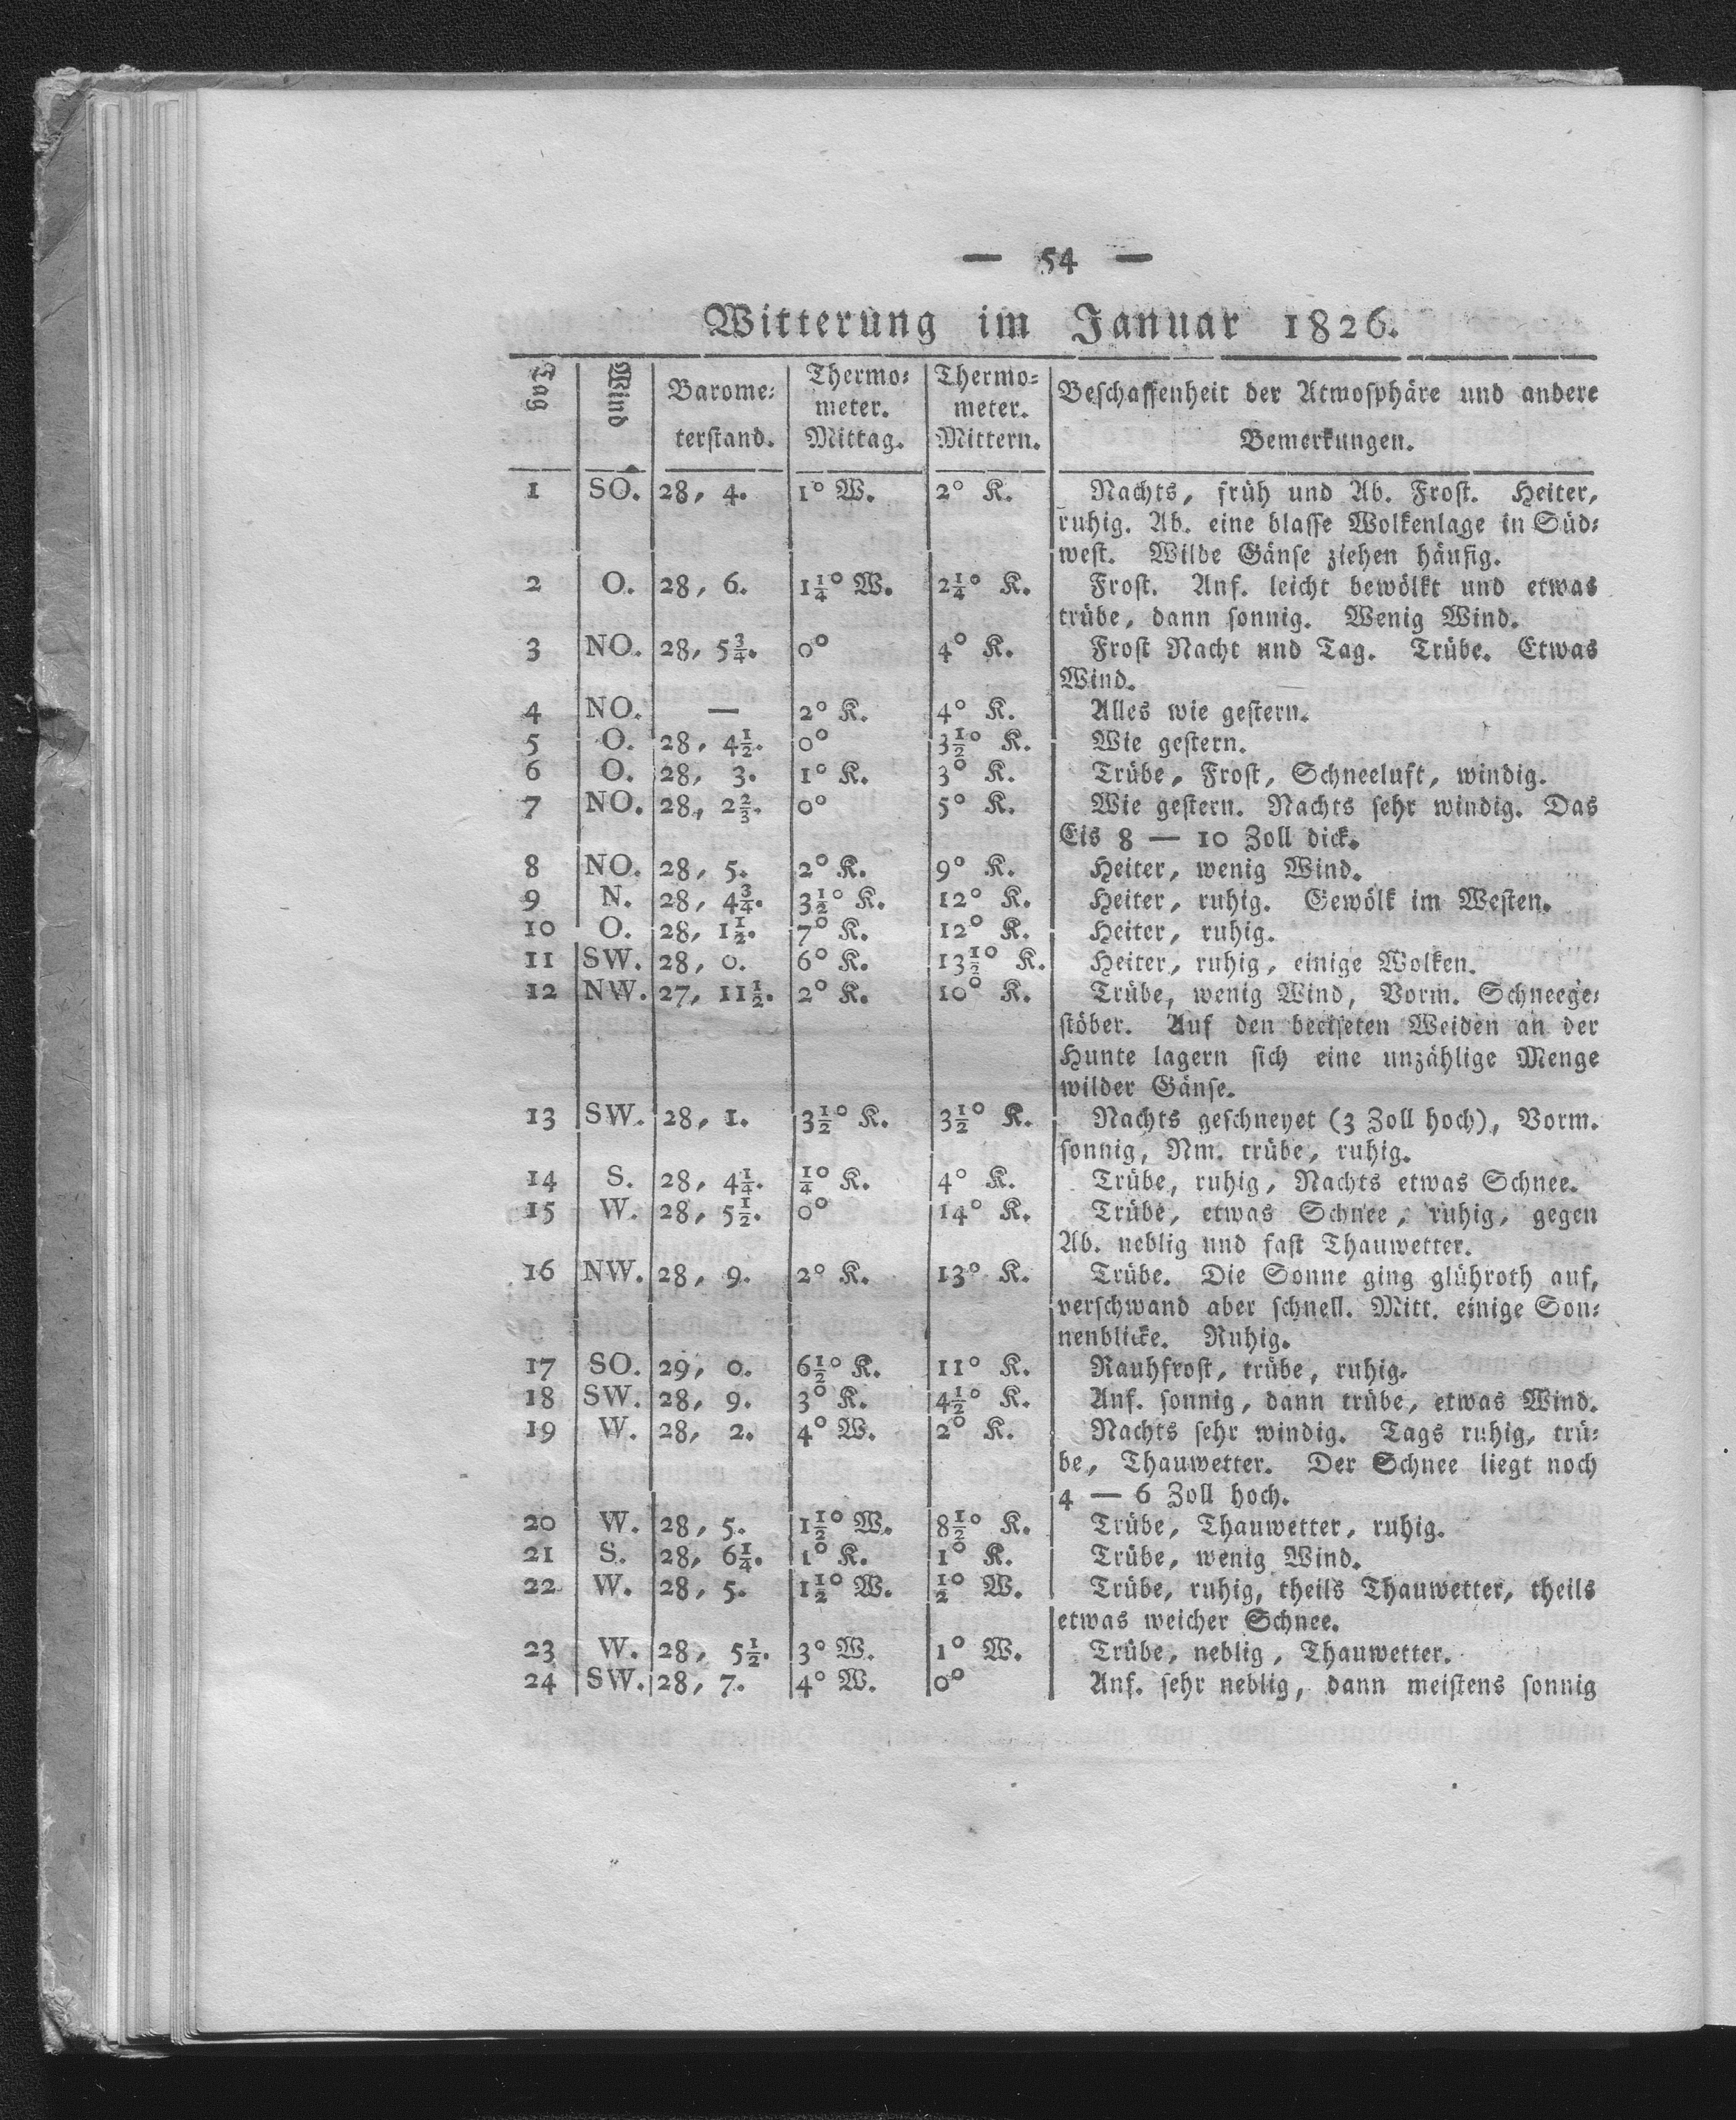 — 54 —
Witterung im Januar 1826.
Tag | Wind | Barome-terstand. | Thermo-meter. Mittag. | Thermo-meter. Mittern. | Beschaffenheit der Atmosphäre und andere Bemerkungen.
1 | SO. | 28, 4. | 1° W. | 2° K. | Nachts, früh und Ab. Frost. Heiter,
ruhig. Ab. eine blasse Wolkenlage in Süd-
west. Wilde Gänse ziehen häufig.
2 | O. | 28, 6. | 1¼° W. | 2¼° K. | Frost. Anf. leicht bewölkt und etwas
trübe, dann sonnig. Wenig Wind.
3 | NO. | 28, 5¾. | 0° | 4° K. | Frost Nacht und Tag. Trübe. Etwas
Wind.
4 | NO. | — | 2° K. | 4° K. | Alles wie gestern.
5 | O. | 28, 4½. | 0° | 3½° K. | Wie gestern.
6 | O. | 28, 3. | 1° K. | 3° K. | Trübe, Frost, Schneeluft, windig.
7 | NO. | 28, 2⅔. | 0° | 5° K. | Wie gestern. Nachts sehr windig. Das
Eis 8 — 10 Zoll dick.
8 | NO. | 28, 5. | 2° K. | 9° K. | Heiter, wenig Wind.
9 | N. | 28, 4¾. | 3½° K. | 12° K. | Heiter, ruhig. Gewölk im Westen.
10 | O. | 28, 1½. | 7° K. | 12° K. | Heiter, ruhig.
11 | SW. | 28, 0. | 6° K. | 13½° K. | Heiter, ruhig, einige Wolken.
12 | NW. | 27, 11½. | 2° K. | 10° K. | Trübe, wenig Wind, Vorm. Schneege-
stöber. Auf den beeiseten Weiden an der
Hunte lagern sich eine unzählige Menge
wilder Gänse.
13 | SW. | 28, 1. | 3½° K. | 3½° K. | Nachts geschneyet (3 Zoll hoch), Vorm.
sonnig, Nm. trübe, ruhig.
14 | S. | 28, 4¼. | ¼° K. | 4° K. | Trübe, ruhig, Nachts etwas Schnee.
15 | W. | 28, 5½. | 0° | 14° K. | Trübe, etwas Schnee, ruhig, gegen
Ab. neblig und fast Thauwetter.
16 | NW. | 28, 9. | 2° K. | 13° K. | Trübe. Die Sonne ging glühroth auf,
verschwand aber schnell. Mitt. einige Son-
nenblicke. Ruhig.
17 | SO. | 29, 0. | 6½° K. | 11° K. | Rauhfrost, trübe, ruhig.
18 | SW. | 28, 9. | 3° K. | 4½° K. | Anf. sonnig, dann trübe, etwas Wind.
19 | W. | 28, 2. | 4° W. | 2° K. | Nachts sehr windig. Tags ruhig, trü-
be, Thauwetter. Der Schnee liegt noch
4 — 6 Zoll hoch.
20 | W. | 28, 5. | 1½° W. | 8½° K. | Trübe, Thauwetter, ruhig.
21 | S. | 28, 6¼. | 1° K. | 1° K. | Trübe, wenig Wind.
22 | W. | 28, 5. | 1½° W. | ½° W. | Trübe, ruhig, theils Thauwetter, theils
etwas weicher Schnee.
23 | W. | 28, 5½. | 3° W. | 1° W. | Trübe, neblig, Thauwetter.
24 | SW. | 28, 7. | 4° W. | 0° | Anf. sehr neblig, dann meistens sonnig